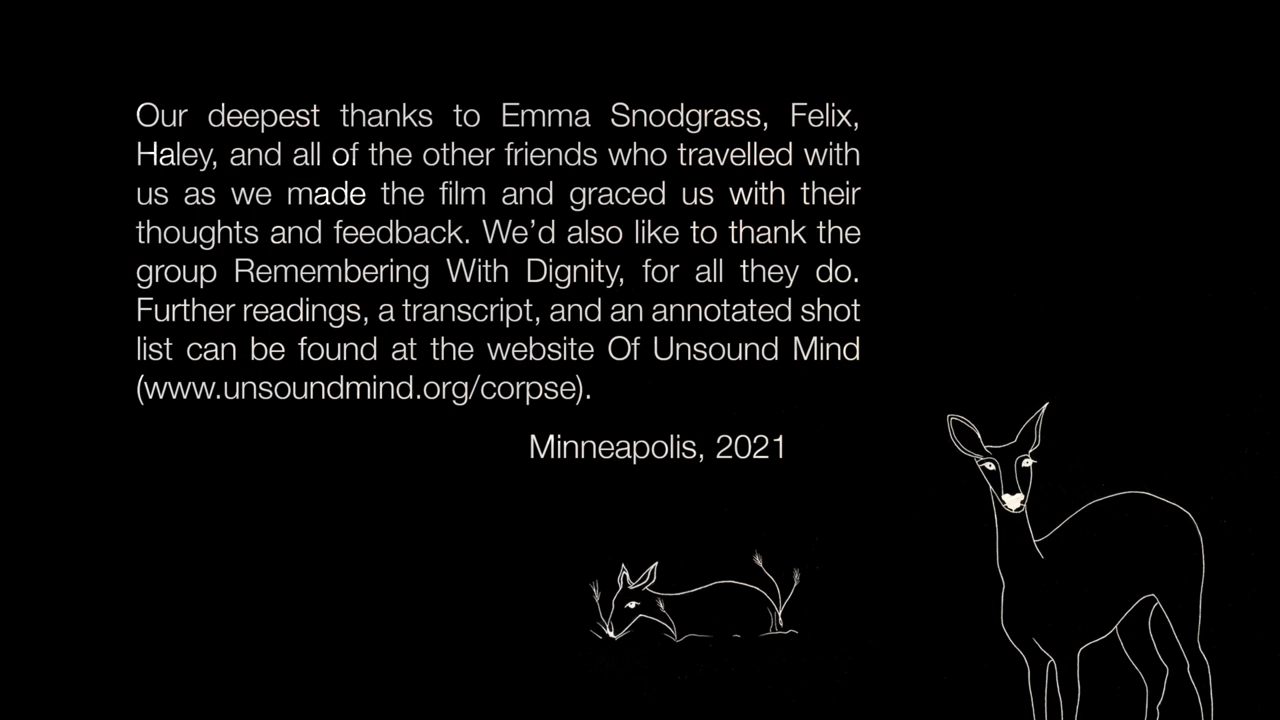 Our deepest thanks to Emma Snodgrass, Felix,
Haley, and all of the other friends who travelled with
us as we made the film and graced us with their
thoughts and feedback. We’d also like to thank the
group Remembering With Dignity, for all they do.
Further readings, a transcript, and an annotated shot
list can be found at the website Of Unsound Mind
(www.unsoundmind.org/corpse).
Minneapolis, 2021